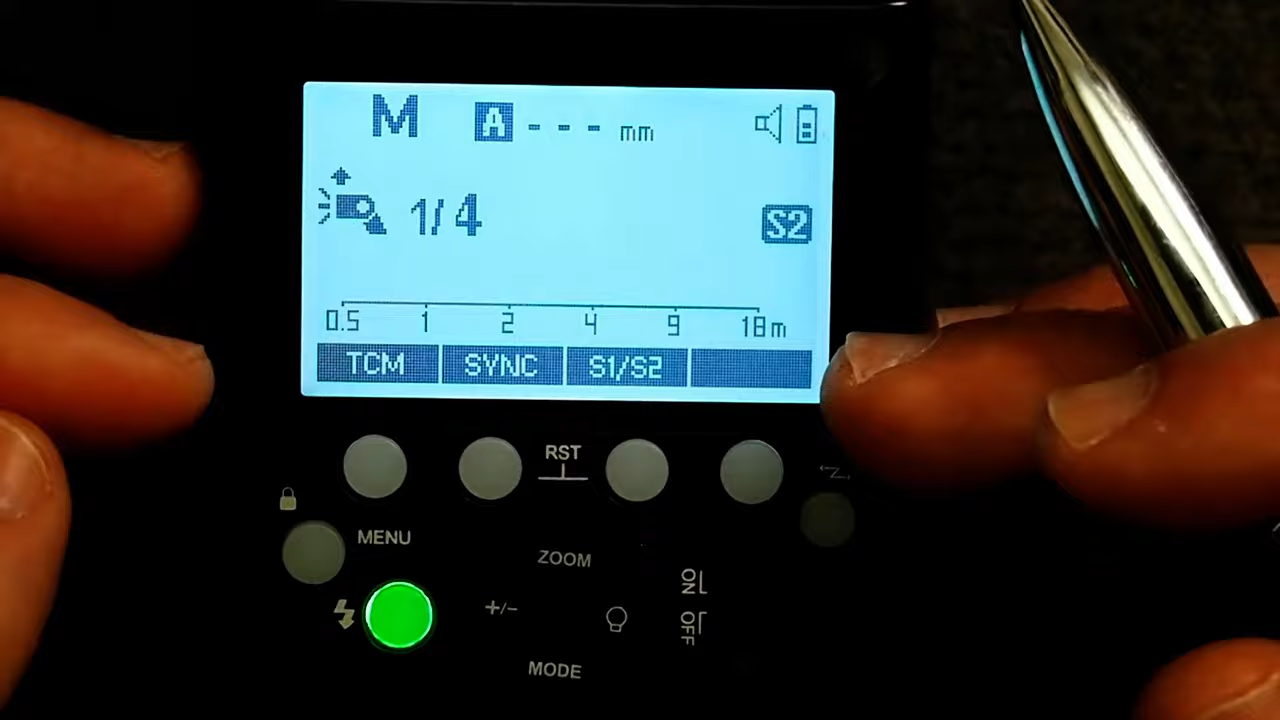 M A --- mm
1/4 S2
0.5 1 2 4 9 18m
TCM SYNC S1/S2
RST
MENU
ZOOM
ON
+/-
OFF
MODE